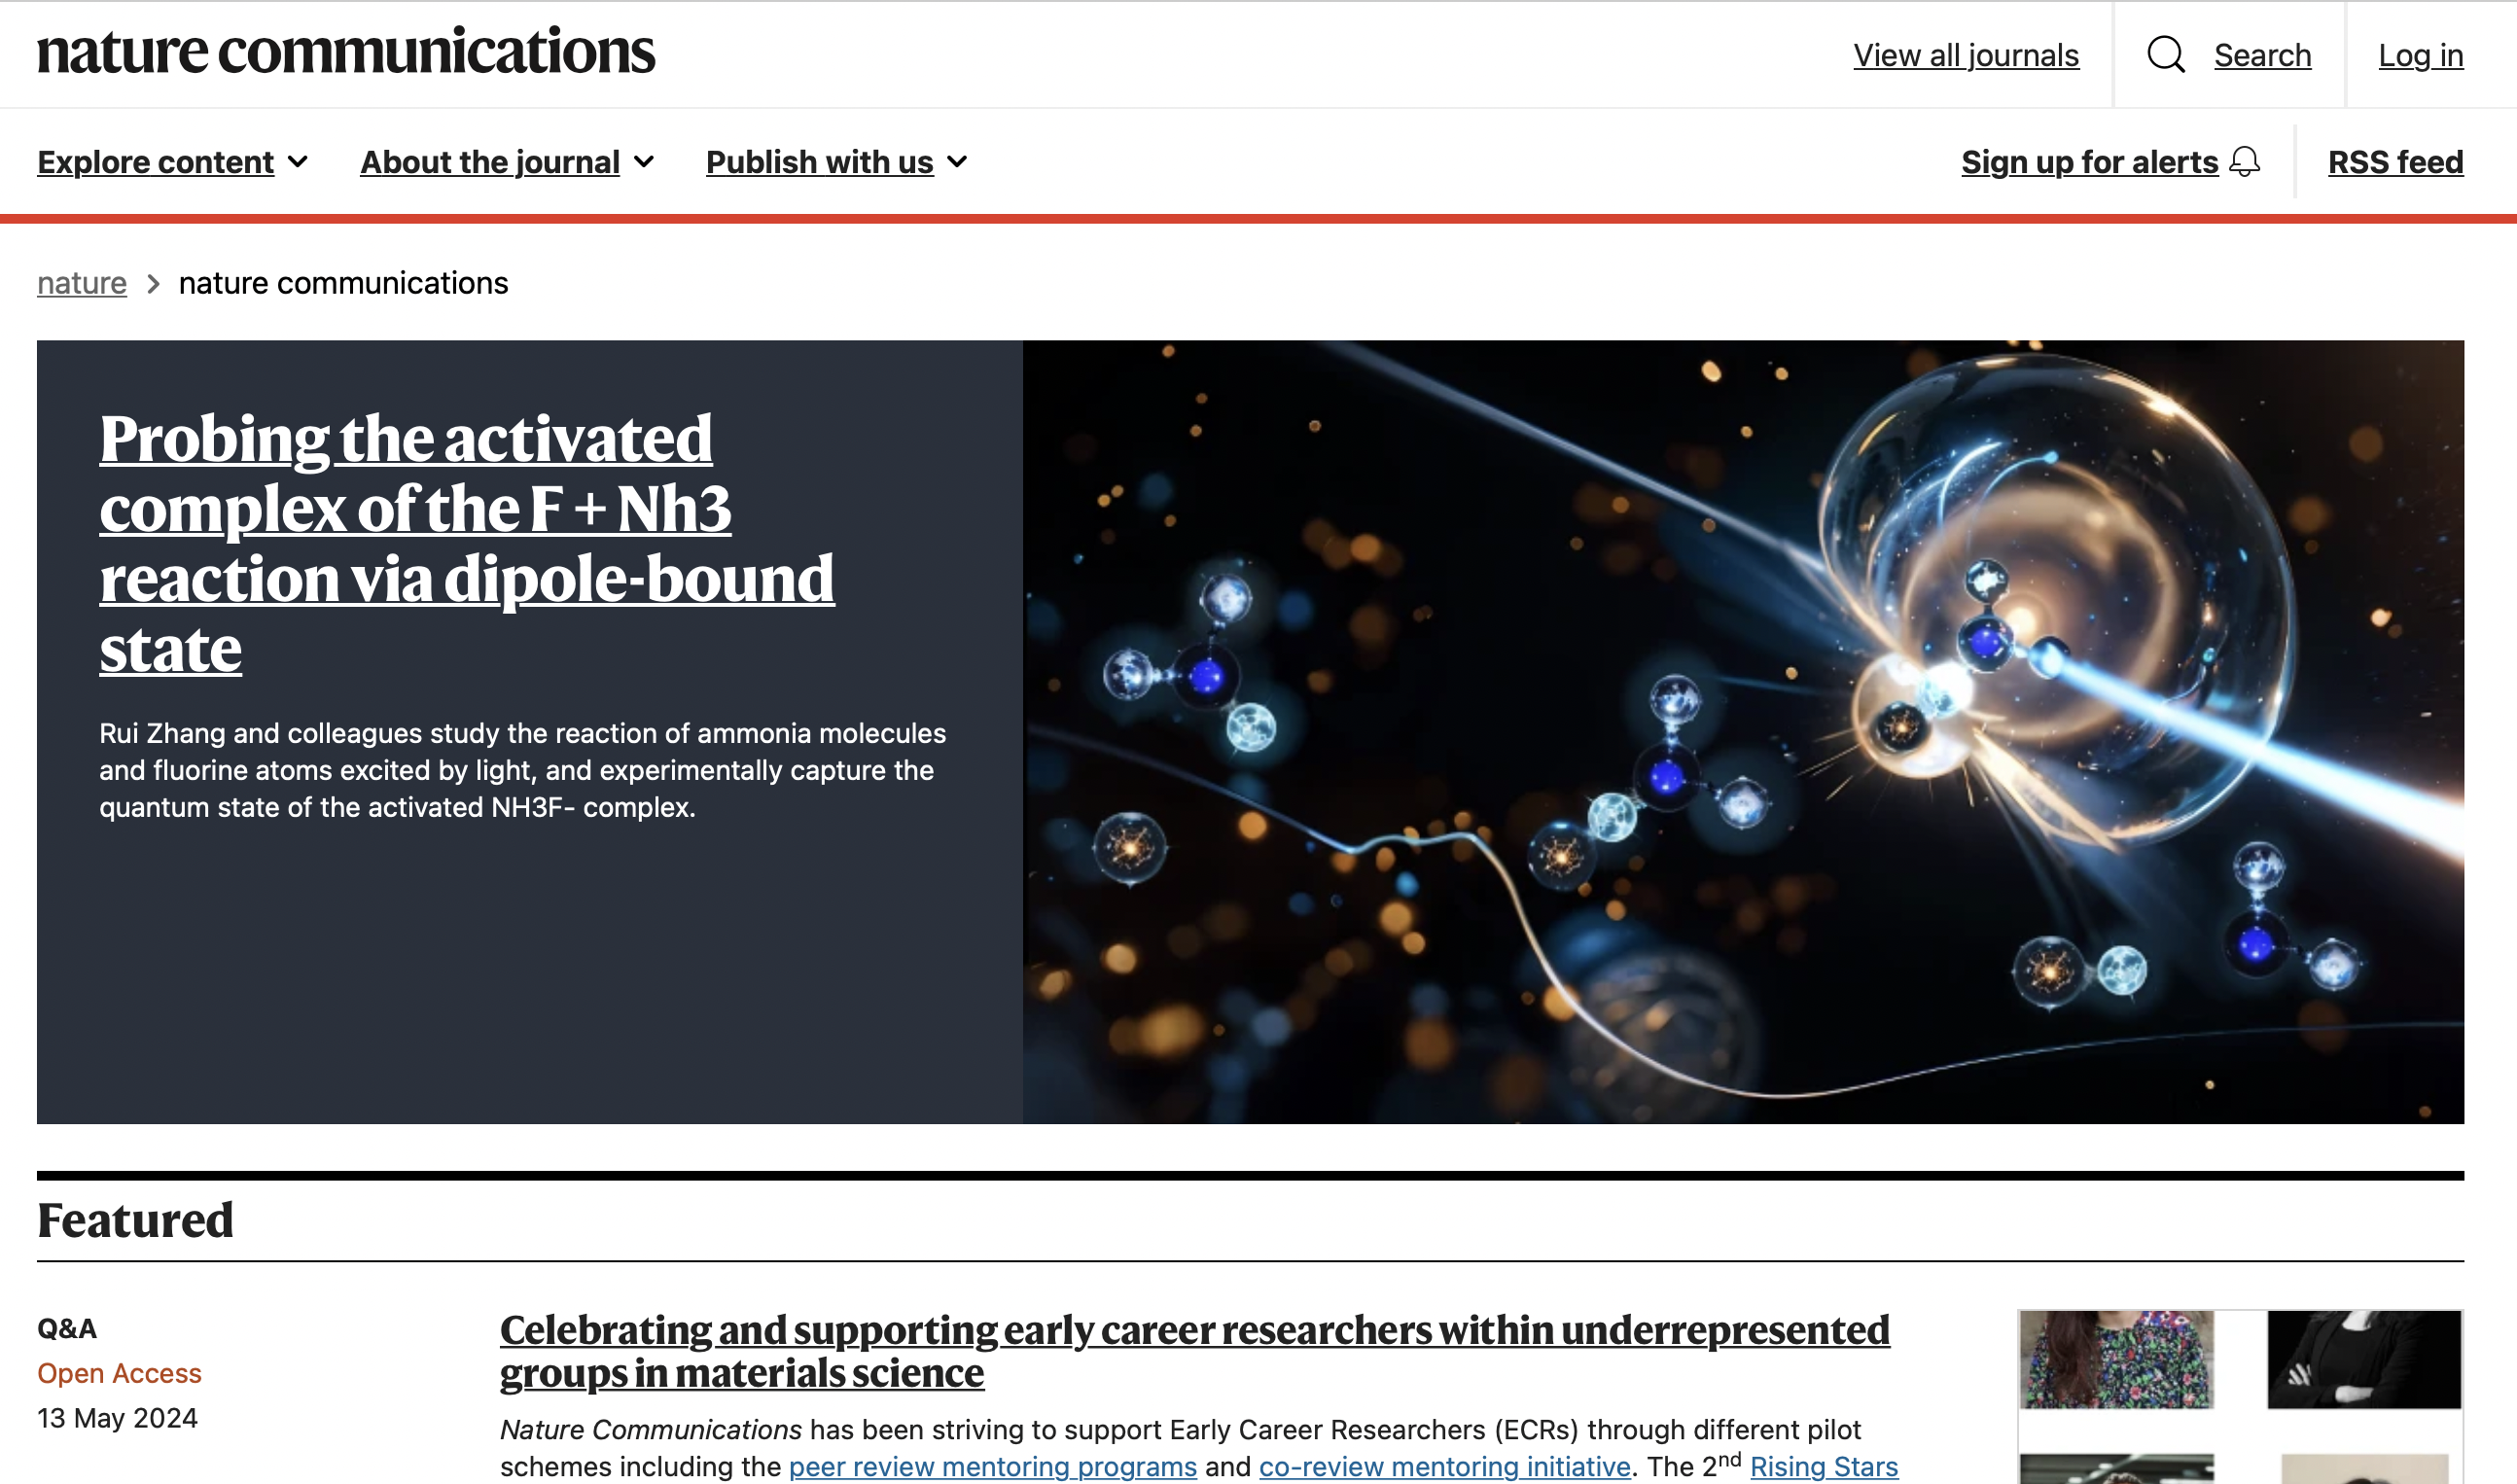 nature communications
View all journals
Search
Log in
Explore content
About the journal
Publish with us
Sign up for alerts
RSS feed
nature > nature communications
Probing the activated
complex of the F + Nh3
reaction via dipole-bound
state
Rui Zhang and colleagues study the reaction of ammonia molecules
and fluorine atoms excited by light, and experimentally capture the
quantum state of the activated NH3F- complex.
Featured
Q&A
Open Access
13 May 2024
Celebrating and supporting early career researchers within underrepresented
groups in materials science
Nature Communications has been striving to support Early Career Researchers (ECRs) through different pilot
schemes including the peer review mentoring programs and co-review mentoring initiative. The 2nd Rising Stars